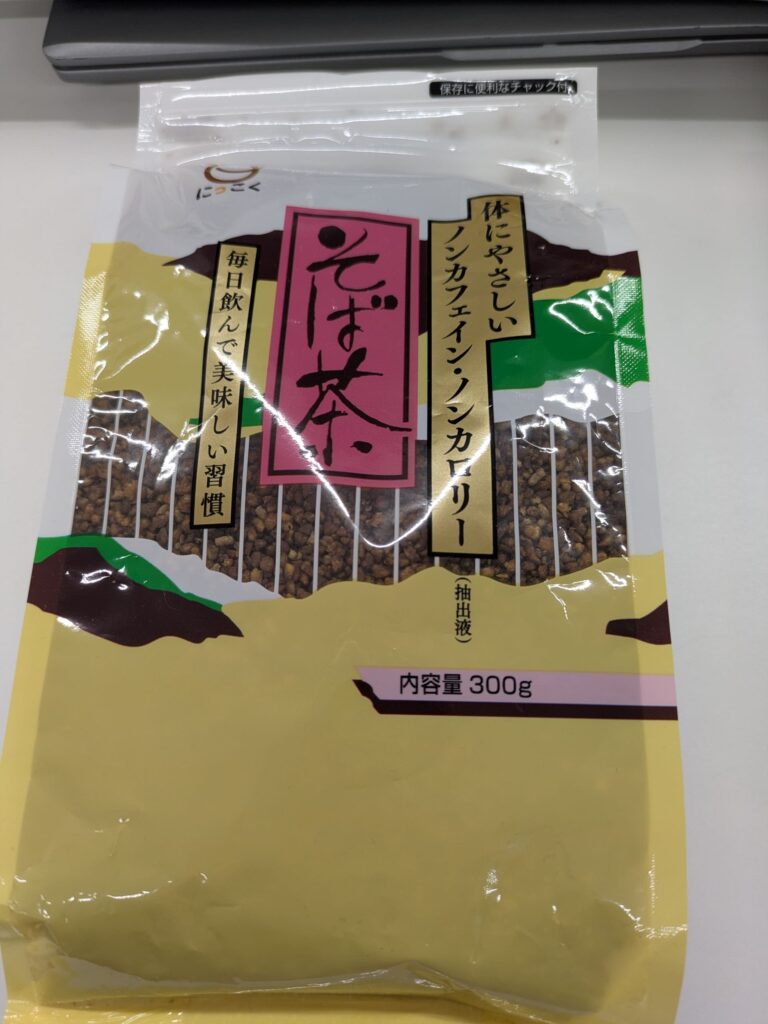 保存に便利なチャック付
にっこく
体にやさしい
ノンカフェイン・ノンカロリー
(抽出液)
そば茶
毎日飲んで美味しい習慣
内容量 300g